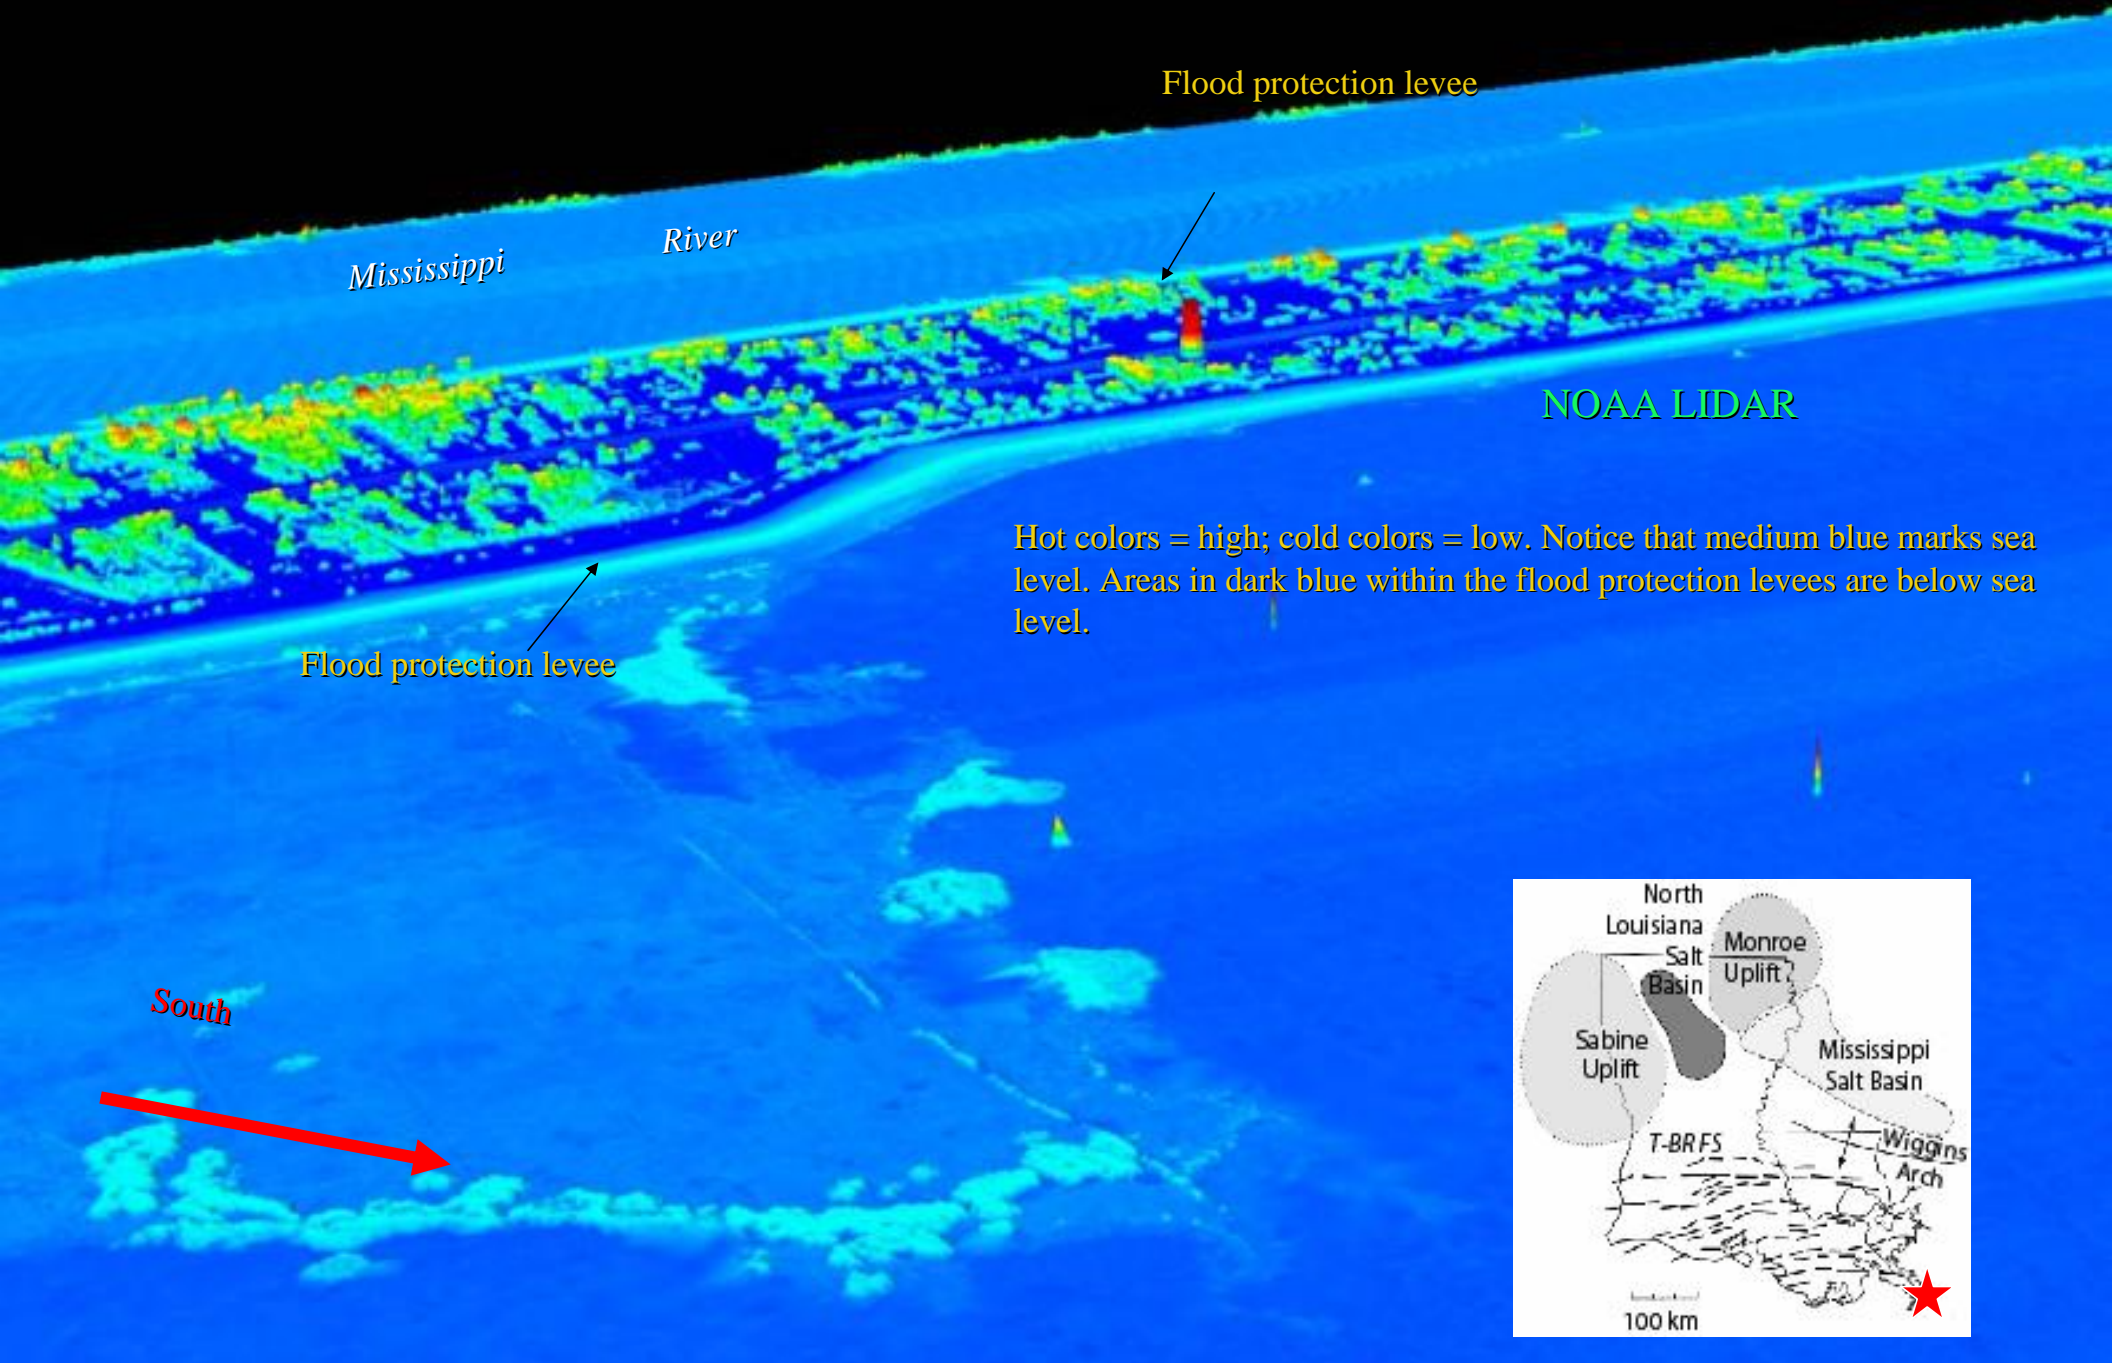 Flood protection levee
Mississippi River
NOAA LIDAR
Hot colors = high; cold colors = low. Notice that medium blue marks sea
level. Areas in dark blue within the flood protection levees are below sea
level.
Flood protection levee
South
North
Louisiana
Salt
Basin
Monroe
Uplift
Sabine
Uplift
Mississippi
Salt Basin
T-BRFS
Wiggins
Arch
100 km